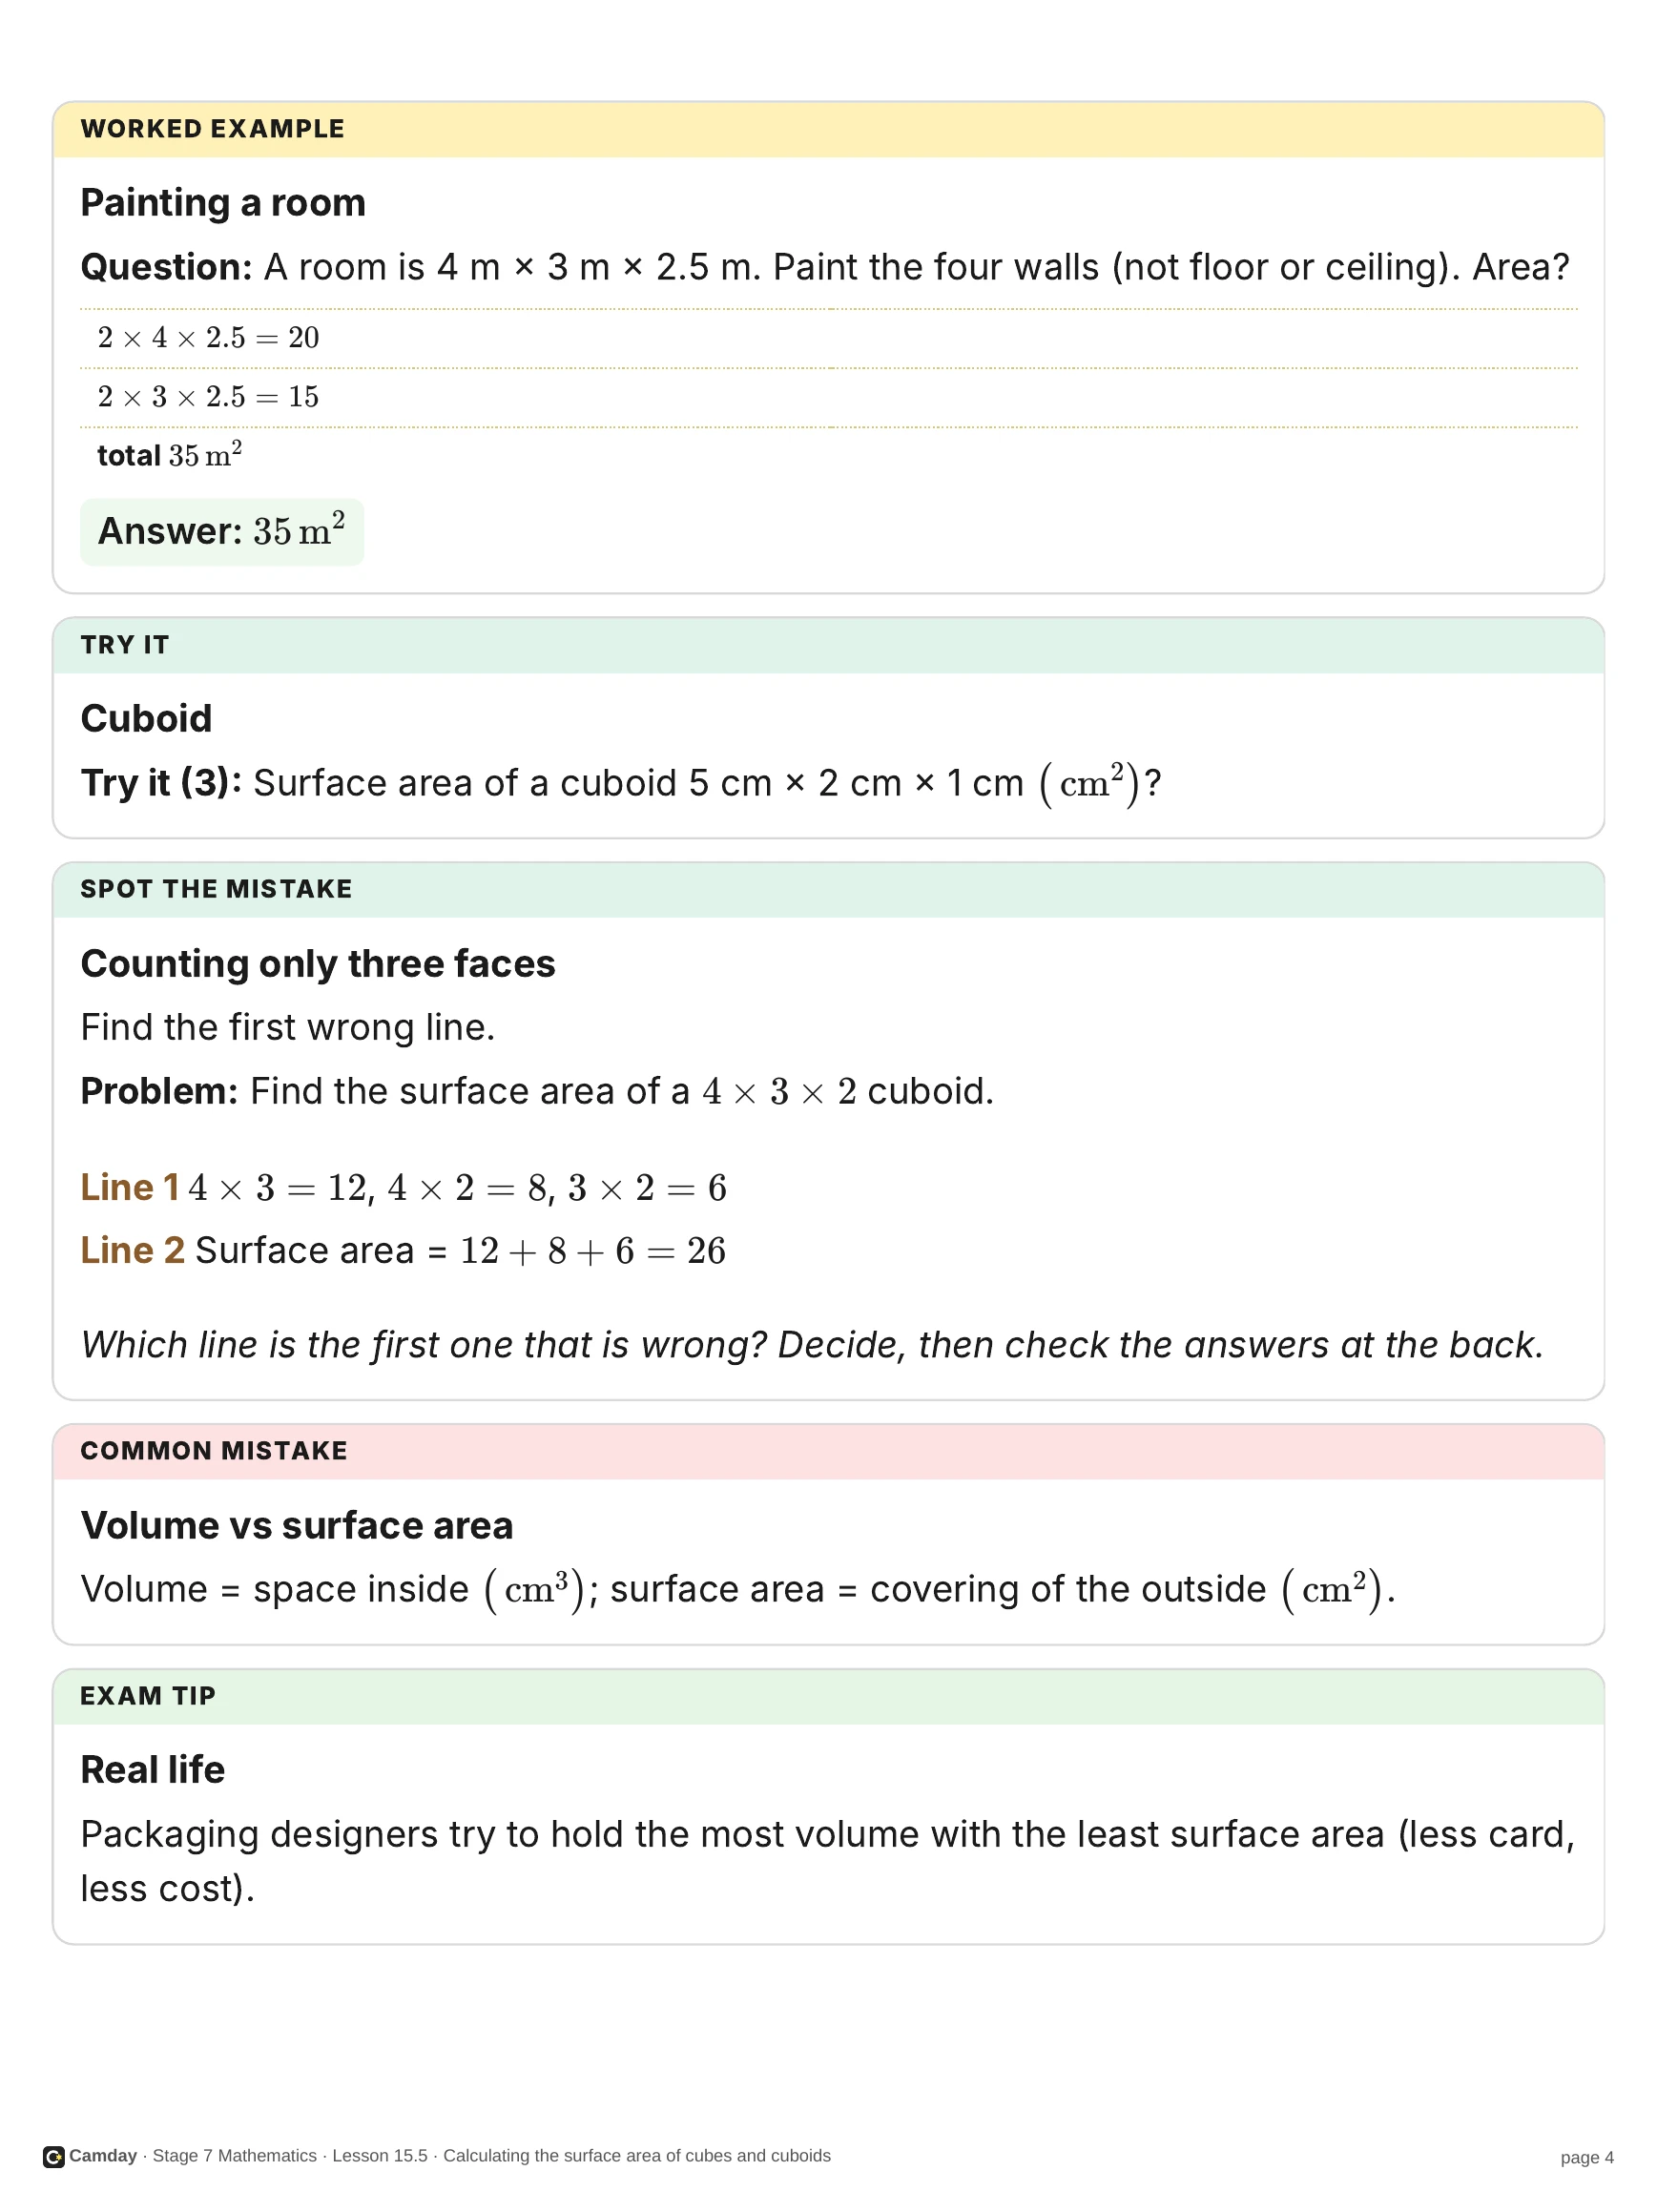 WORKED EXAMPLE
Painting a room
Question: A room is 4 m × 3 m × 2.5 m. Paint the four walls (not floor or ceiling). Area?
2 × 4 × 2.5 = 20
2 × 3 × 2.5 = 15
total 35 m²
Answer: 35 m²
TRY IT
Cuboid
Try it (3): Surface area of a cuboid 5 cm × 2 cm × 1 cm (cm²)?
SPOT THE MISTAKE
Counting only three faces
Find the first wrong line.
Problem: Find the surface area of a 4 × 3 × 2 cuboid.
Line 1 4 × 3 = 12, 4 × 2 = 8, 3 × 2 = 6
Line 2 Surface area = 12 + 8 + 6 = 26
Which line is the first one that is wrong? Decide, then check the answers at the back.
COMMON MISTAKE
Volume vs surface area
Volume = space inside (cm³); surface area = covering of the outside (cm²).
EXAM TIP
Real life
Packaging designers try to hold the most volume with the least surface area (less card,
less cost).
Camday · Stage 7 Mathematics · Lesson 15.5 · Calculating the surface area of cubes and cuboids
page 4